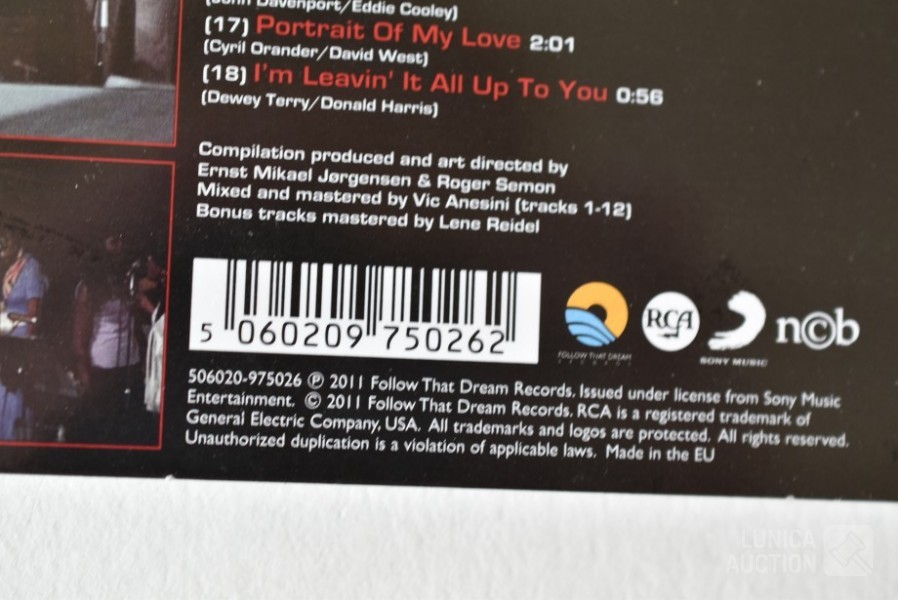 (John Davenport/Eddie Cooley)
(17) Portrait Of My Love 2:01
(Cyril Orander/David West)
(18) I'm Leavin' It All Up To You 0:56
(Dewey Terry/Donald Harris)
Compilation produced and art directed by
Ernst Mikael Jørgensen & Roger Semon
Mixed and mastered by Vic Anesini (tracks 1-12)
Bonus tracks mastered by Lene Reidel
5 060209 750262
FOLLOW THAT DREAM
RECORDS
RCA
SONY MUSIC
n©b
506020-975026 ℗ 2011 Follow That Dream Records. Issued under license from Sony Music
Entertainment. © 2011 Follow That Dream Records. RCA is a registered trademark of
General Electric Company, USA. All trademarks and logos are protected. All rights reserved.
Unauthorized duplication is a violation of applicable laws. Made in the EU
LUNICA
AUCTION